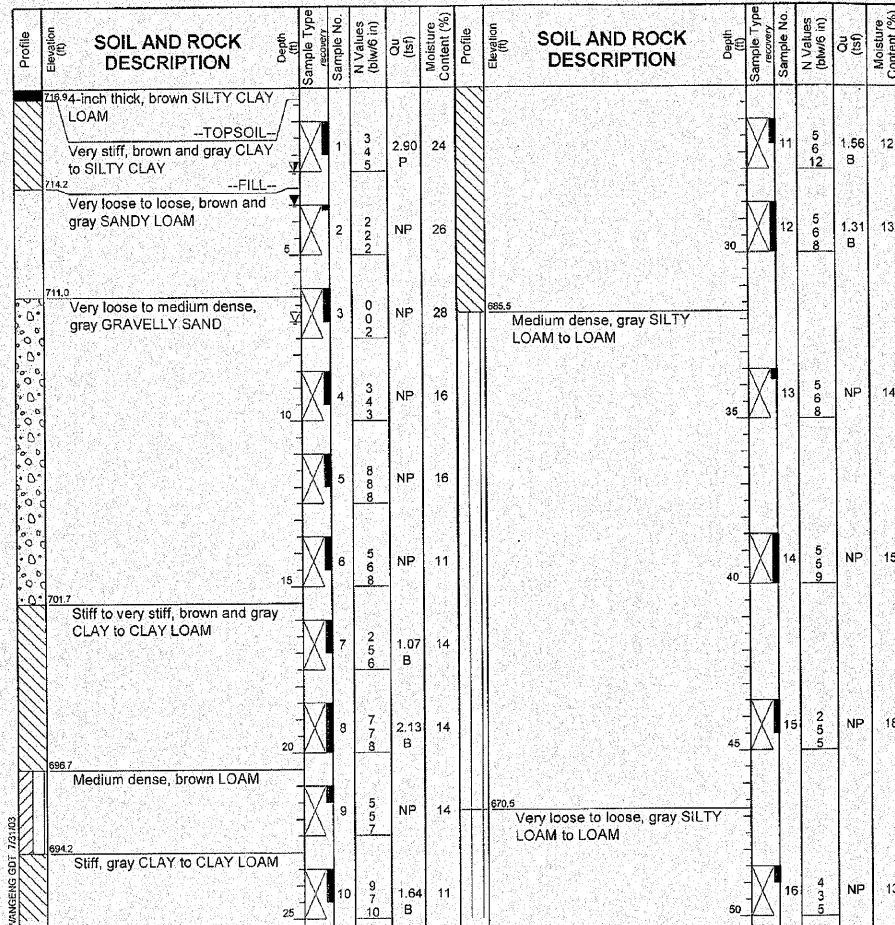 Profile
Elevation (ft)
SOIL AND ROCK
DESCRIPTION
Depth (ft)
Sample Type
recovery
Sample No.
N Values
(blw/6 in)
Qu
(tsf)
Moisture
Content (%)
4-inch thick, brown SILTY CLAY
LOAM
--TOPSOIL--
Very stiff, brown and gray CLAY
to SILTY CLAY
--FILL--
1
3
4
5
2.90
P
24
714.2
Very loose to loose, brown and
gray SANDY LOAM
5
2
2
2
2
NP
26
711.0
Very loose to medium dense,
gray GRAVELLY SAND
3
0
0
2
NP
28
10
4
3
4
3
NP
16
5
8
8
8
NP
16
15
6
5
6
8
NP
11
701.7
Stiff to very stiff, brown and gray
CLAY to CLAY LOAM
7
2
5
6
1.07
B
14
20
8
7
7
8
2.13
B
14
696.7
Medium dense, brown LOAM
9
5
5
7
NP
14
694.2
Stiff, gray CLAY to CLAY LOAM
25
10
9
7
10
1.64
B
11
WANGENG GDT 7/31/03
Profile
Elevation (ft)
SOIL AND ROCK
DESCRIPTION
Depth (ft)
Sample Type
recovery
Sample No.
N Values
(blw/6 in)
Qu
(tsf)
Moisture
Content (%)
11
5
6
12
1.56
B
12
30
12
5
6
8
1.31
B
13
685.5
Medium dense, gray SILTY
LOAM to LOAM
35
13
5
6
8
NP
14
40
14
5
5
9
NP
15
45
15
2
5
5
NP
670.5
Very loose to loose, gray SILTY
LOAM to LOAM
50
16
4
3
5
NP
13